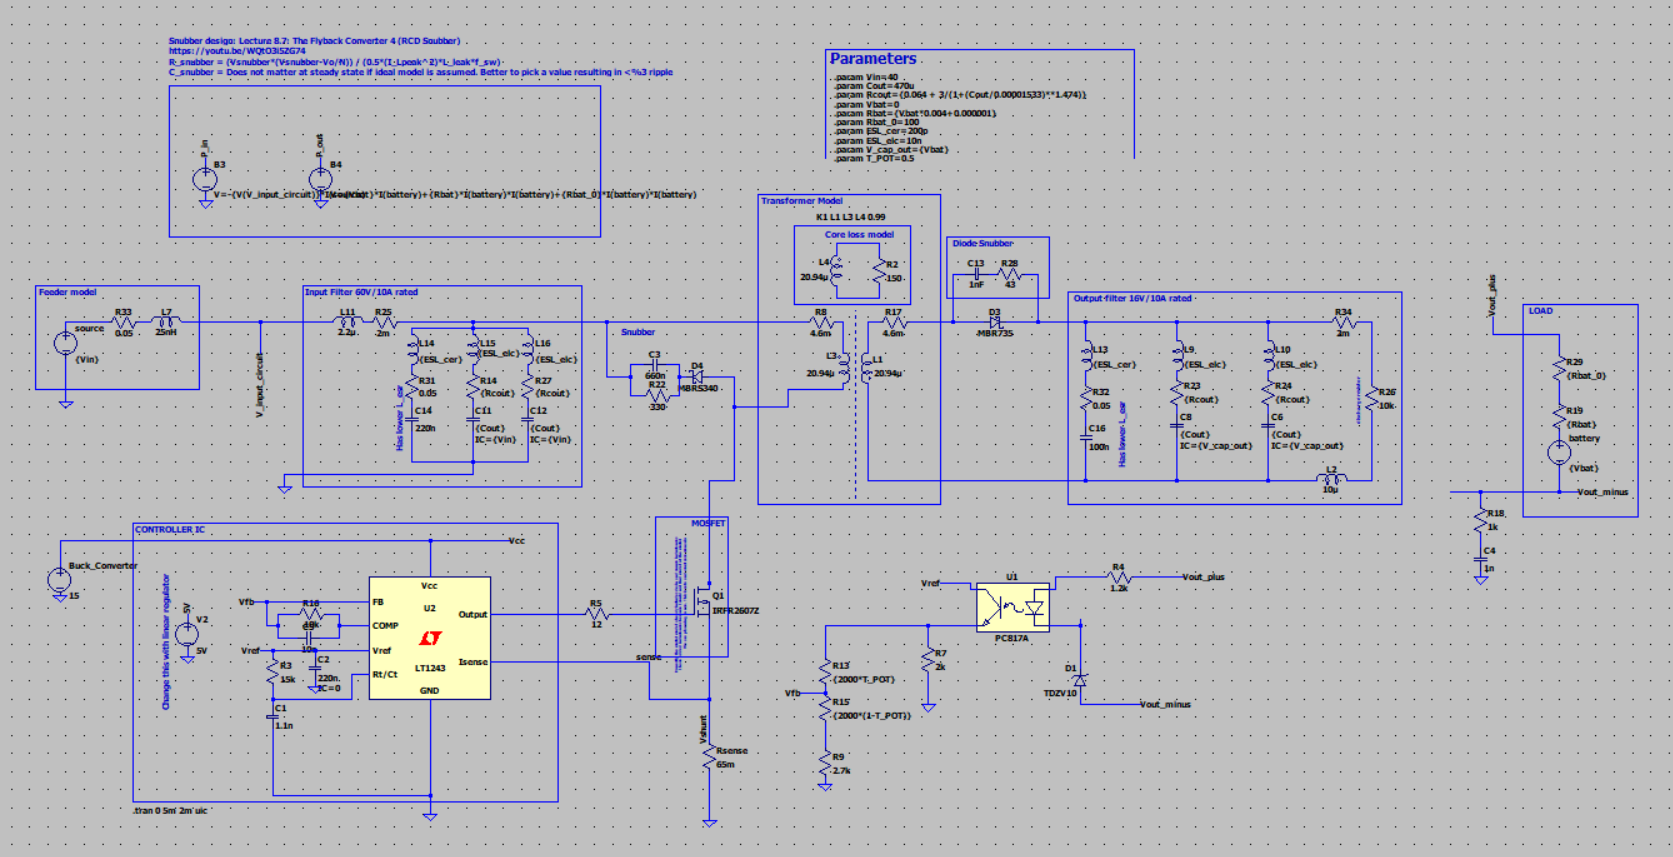 Snubber design: Lecture 8.7: The Flyback Converter 4 (RCD Snubber)
https://youtu.be/WQtO3i5ZG74
R_snubber = (Vsnubber*(Vsnubber-Vo/N)) / (0.5*(I_Lpeak^2)*L_leak*f_sw)
C_snubber = Does not matter at steady state if ideal model is assumed. Better to pick a value resulting in <%3 ripple
P_in
B3
P_out
B4
V=-{V(V_input_circuit)}
*I(battery)+{Rbat}*I(battery)*I(battery)+{Rbat_0}*I(battery)*I(battery)
Parameters
.param Vin=40
.param Cout=470u
.param Rcout={0.064 + 3/(1+(Cout/0.00001533)**1.474)}
.param Vbat=0
.param Rbat={Vbat*0.004+0.000001}
.param Rbat_0=100
.param ESL_cer=200p
.param ESL_elc=10n
.param V_cap_out={Vbat}
.param T_POT=0.5
Transformer Model
K1 L1 L3 L4 0.99
Core loss model
L4
20.94µ
R2
150
R8
4.6m
R17
4.6m
L3
20.94µ
L1
20.94µ
Diode Snubber
C13
1nF
R28
43
D3
MBR735
Feeder model
source
{Vin}
R33
0.05
L7
25nH
V_input_circuit
Input Filter 60V/10A rated
L11
2.2µ
R25
2m
L14
{ESL_cer}
L15
{ESL_elc}
L16
{ESL_elc}
R31
0.05
R14
{Rcout}
R27
{Rcout}
Has lower L_esr
C14
220n
C11
{Cout}
IC={Vin}
C12
{Cout}
IC={Vin}
Snubber
C3
660n
R22
330
D4
MBRS340
Output filter 16V/10A rated
R34
2m
L13
{ESL_cer}
L9
{ESL_elc}
L10
{ESL_elc}
R32
0.05
R23
{Rcout}
R24
{Rcout}
R26
10k
Has lower L_esr
C16
100n
C8
{Cout}
IC={V_cap_out}
C6
{Cout}
IC={V_cap_out}
L2
10µ
Vout_plus
LOAD
R29
{Rbat_0}
R19
{Rbat}
battery
{Vbat}
Vout_minus
R18
1k
C4
1n
CONTROLLER IC
Vcc
Buck_Converter
15
Change this with linear regulator
5V
V2
5V
Vfb
R16
C2
220n
IC=0
Vref
R3
15k
C1
1.1n
Vcc
FB
COMP
Vref
Rt/Ct
U2
LT1243
GND
Output
Isense
R5
12
MOSFET
Q1
IRFR2607Z
sense
Vshunt
Rsense
65m
.tran 0 5m 2m uic
Vref
U1
PC817A
R4
1.2k
Vout_plus
R13
{2000*T_POT}
Vfb
R15
{2000*(1-T_POT)}
R9
2.7k
R7
2k
D1
TDZV10
Vout_minus